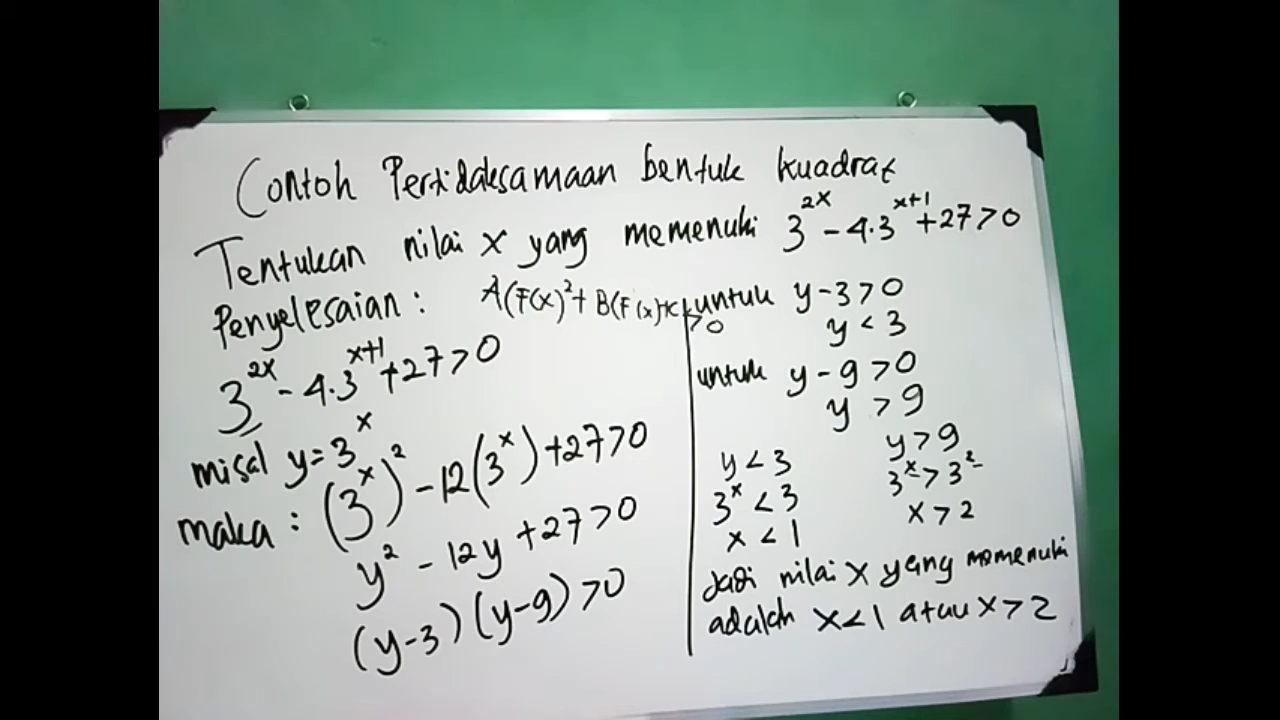 Contoh Pertidaksamaan bentuk kuadrat
Tentukan nilai x yang memenuhi 3^2x - 4.3^x+1 + 27 > 0
Penyelesaian : A(F(x)^2 + B(F(x)+C > 0
3^2x - 4.3^x+1 + 27 > 0
misal y = 3^x
maka : (3^x)^2 - 12(3^x) + 27 > 0
y^2 - 12y + 27 > 0
(y-3) (y-9) > 0
untuk y - 3 > 0
y < 3
untuk y - 9 > 0
y > 9
y < 3
3^x < 3
x < 1
y > 9
3^x > 3^2
x > 2
Jadi nilai x yang memenuhi
adalah x < 1 atau x > 2